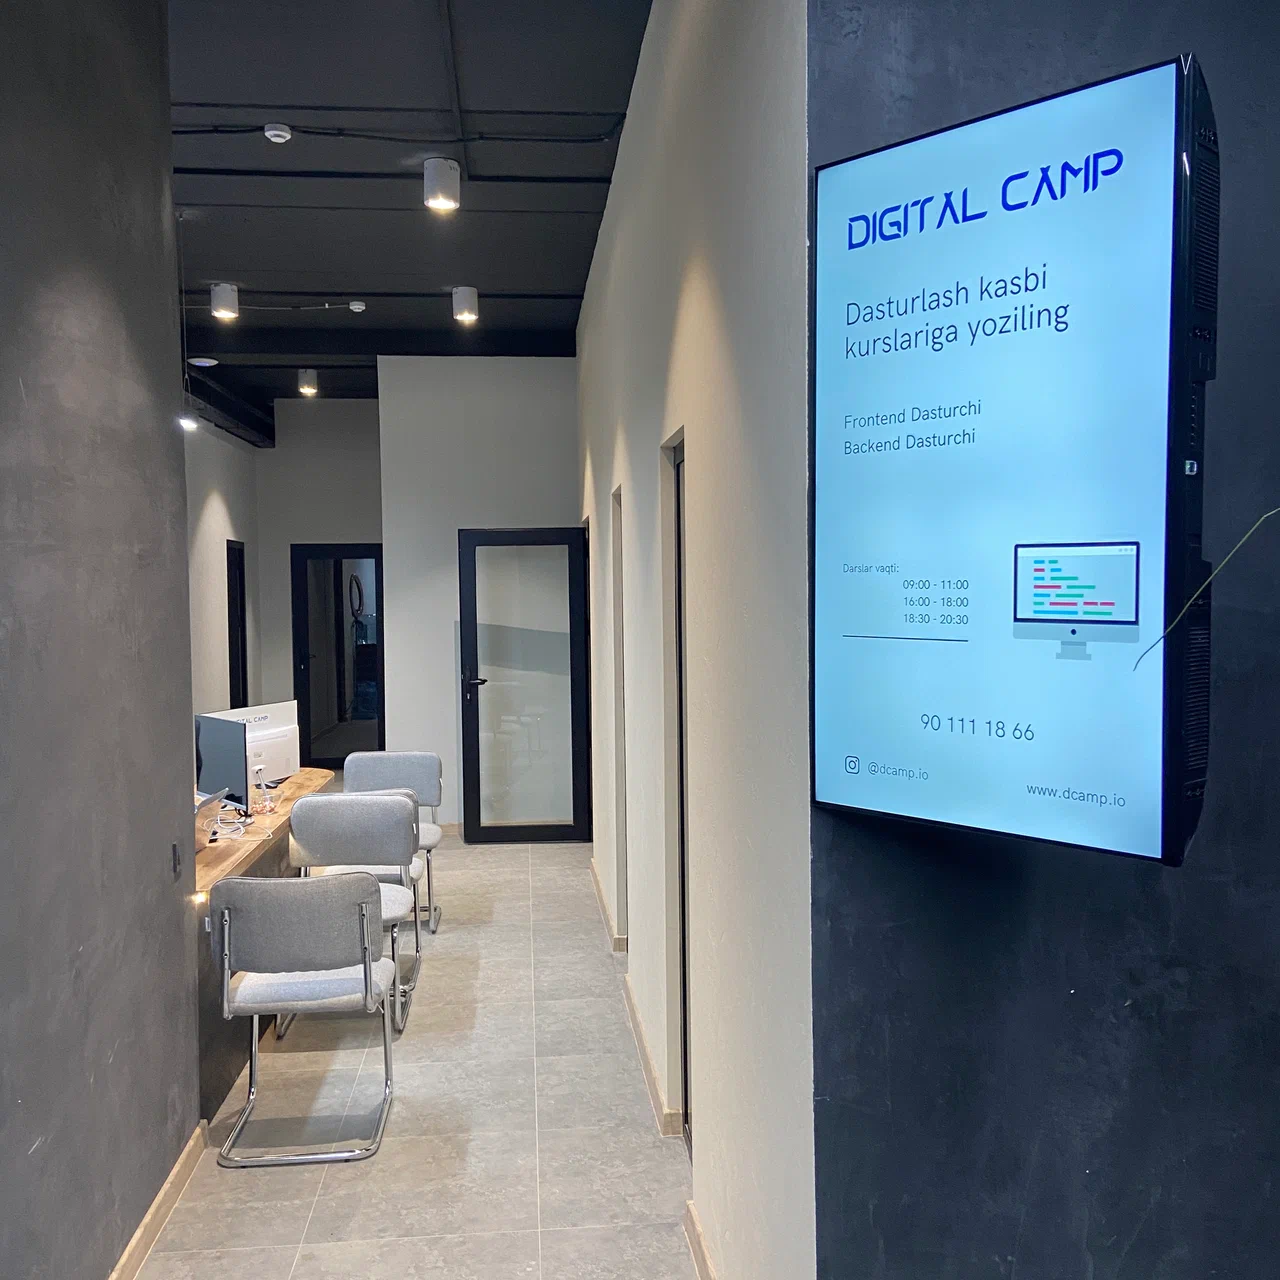 DIGITAL CAMP
Dasturlash kasbi
kurslariga yoziling
Frontend Dasturchi
Backend Dasturchi
Darslar vaqti:
09:00 - 11:00
16:00 - 18:00
18:30 - 20:30
90 111 18 66
@dcamp.io
www.dcamp.io
CAMP